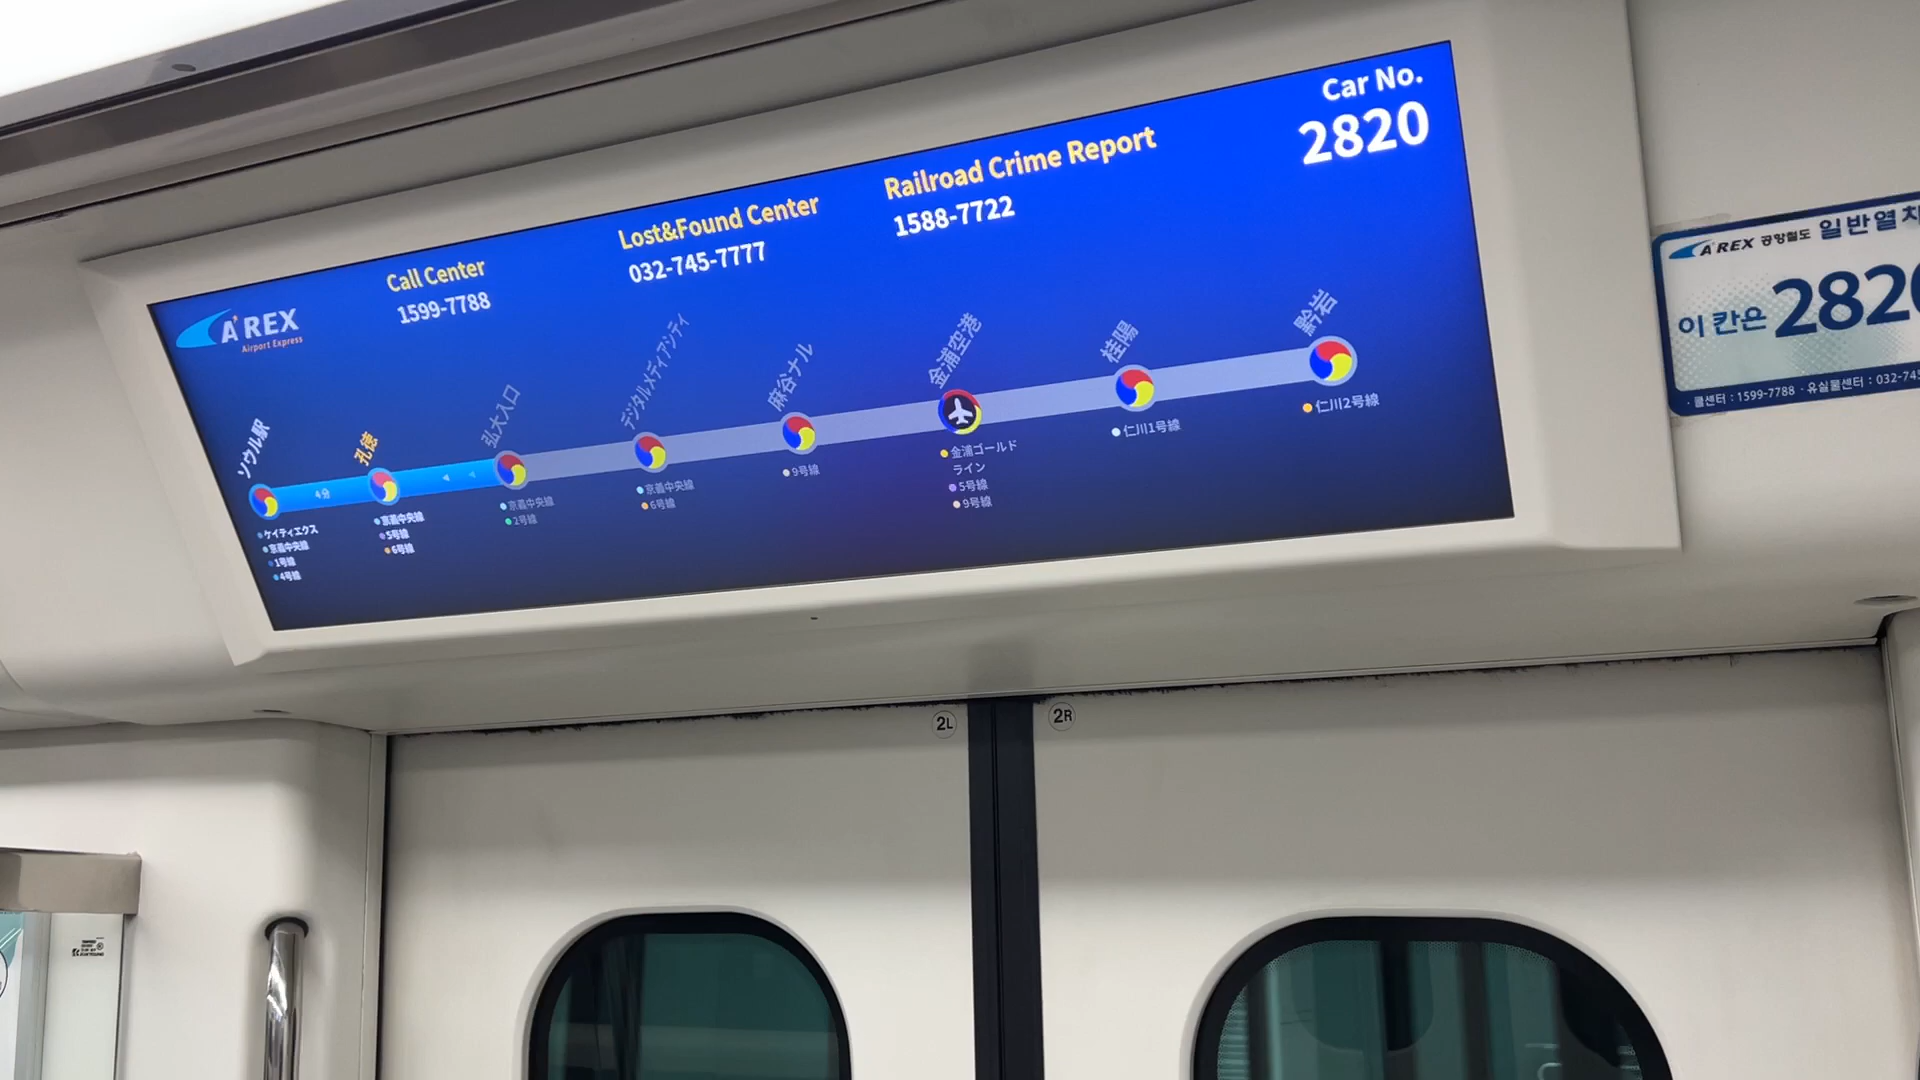 Car No.
2820
Railroad Crime Report
1588-7722
Lost&Found Center
032-745-7777
Call Center
1599-7788
A'REX
Airport Express
ソウル駅
孔徳
弘大入口
デジタルメディアシティ
麻谷ナル
金浦空港
桂陽
黔岩
4分
ケイティエクス
京義中央線
1号線
4号線
京義中央線
5号線
6号線
京義中央線
2号線
京義中央線
6号線
9号線
金浦ゴールド
ライン
5号線
9号線
仁川1号線
仁川2号線
A'REX 공항철도 일반열차
이 칸은 2820
· 콜센터 : 1599-7788 · 유실물센터 : 032-745
2L
2R